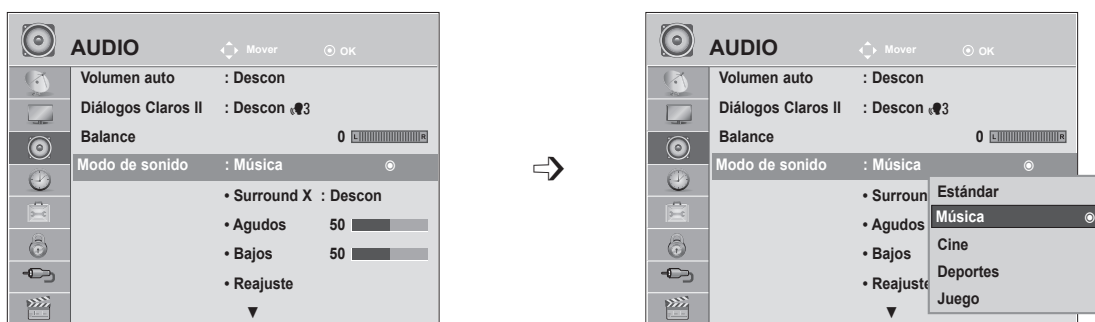 AUDIO Mover OK
Volumen auto : Descon
Diálogos Claros II : Descon 3
Balance 0 L R
Modo de sonido : Música
• Surround X : Descon
• Agudos 50
• Bajos 50
• Reajuste
AUDIO Mover OK
Volumen auto : Descon
Diálogos Claros II : Descon 3
Balance 0 L R
Modo de sonido : Música
• Surroun
• Agudos
• Bajos
• Reajuste
Estándar
Música
Cine
Deportes
Juego